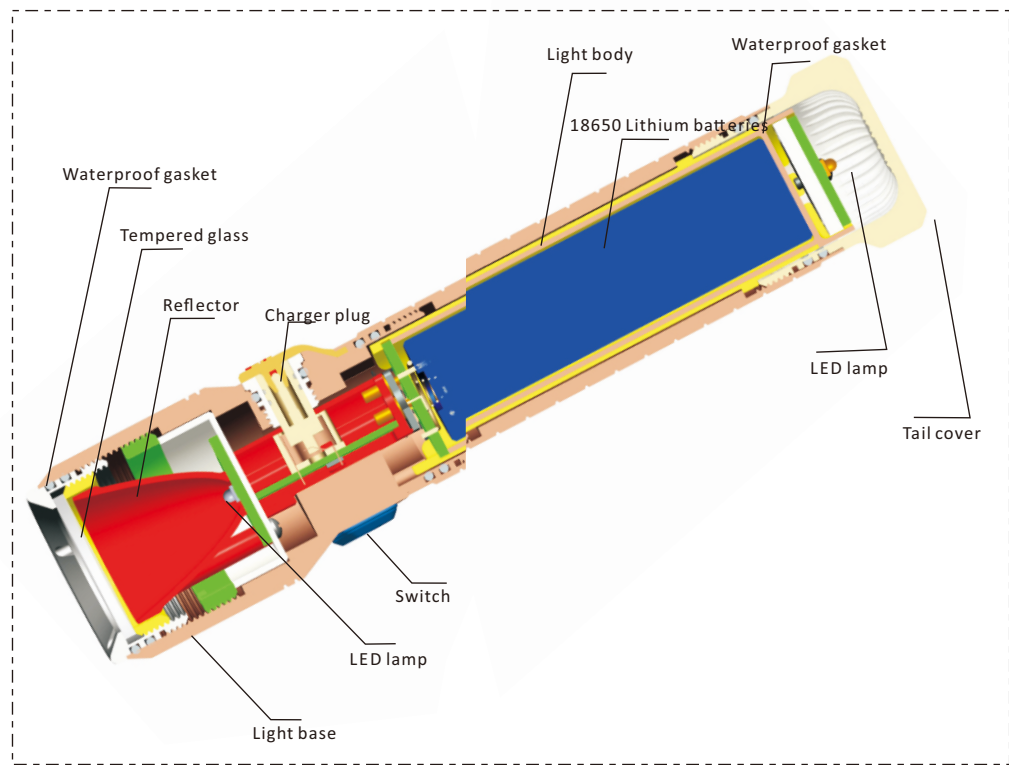 Waterproof gasket
Light body
18650 Lithium batteries
Waterproof gasket
Tempered glass
Reflector
Charger plug
LED lamp
Tail cover
Switch
LED lamp
Light base